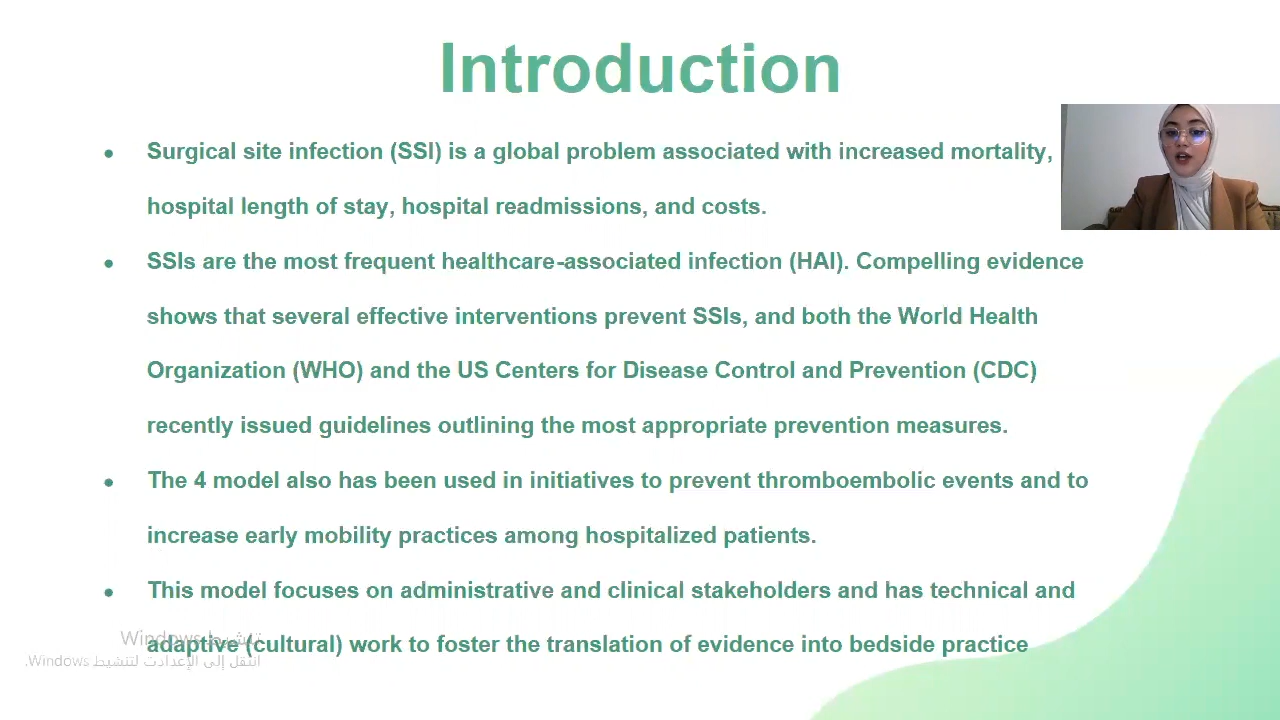 Introduction
• Surgical site infection (SSI) is a global problem associated with increased mortality,
hospital length of stay, hospital readmissions, and costs.
• SSIs are the most frequent healthcare-associated infection (HAI). Compelling evidence
shows that several effective interventions prevent SSIs, and both the World Health
Organization (WHO) and the US Centers for Disease Control and Prevention (CDC)
recently issued guidelines outlining the most appropriate prevention measures.
• The 4 model also has been used in initiatives to prevent thromboembolic events and to
increase early mobility practices among hospitalized patients.
• This model focuses on administrative and clinical stakeholders and has technical and
adaptive (cultural) work to foster the translation of evidence into bedside practice
تنشيط Windows
انتقل إلى الإعدادت لتنشيط Windows.